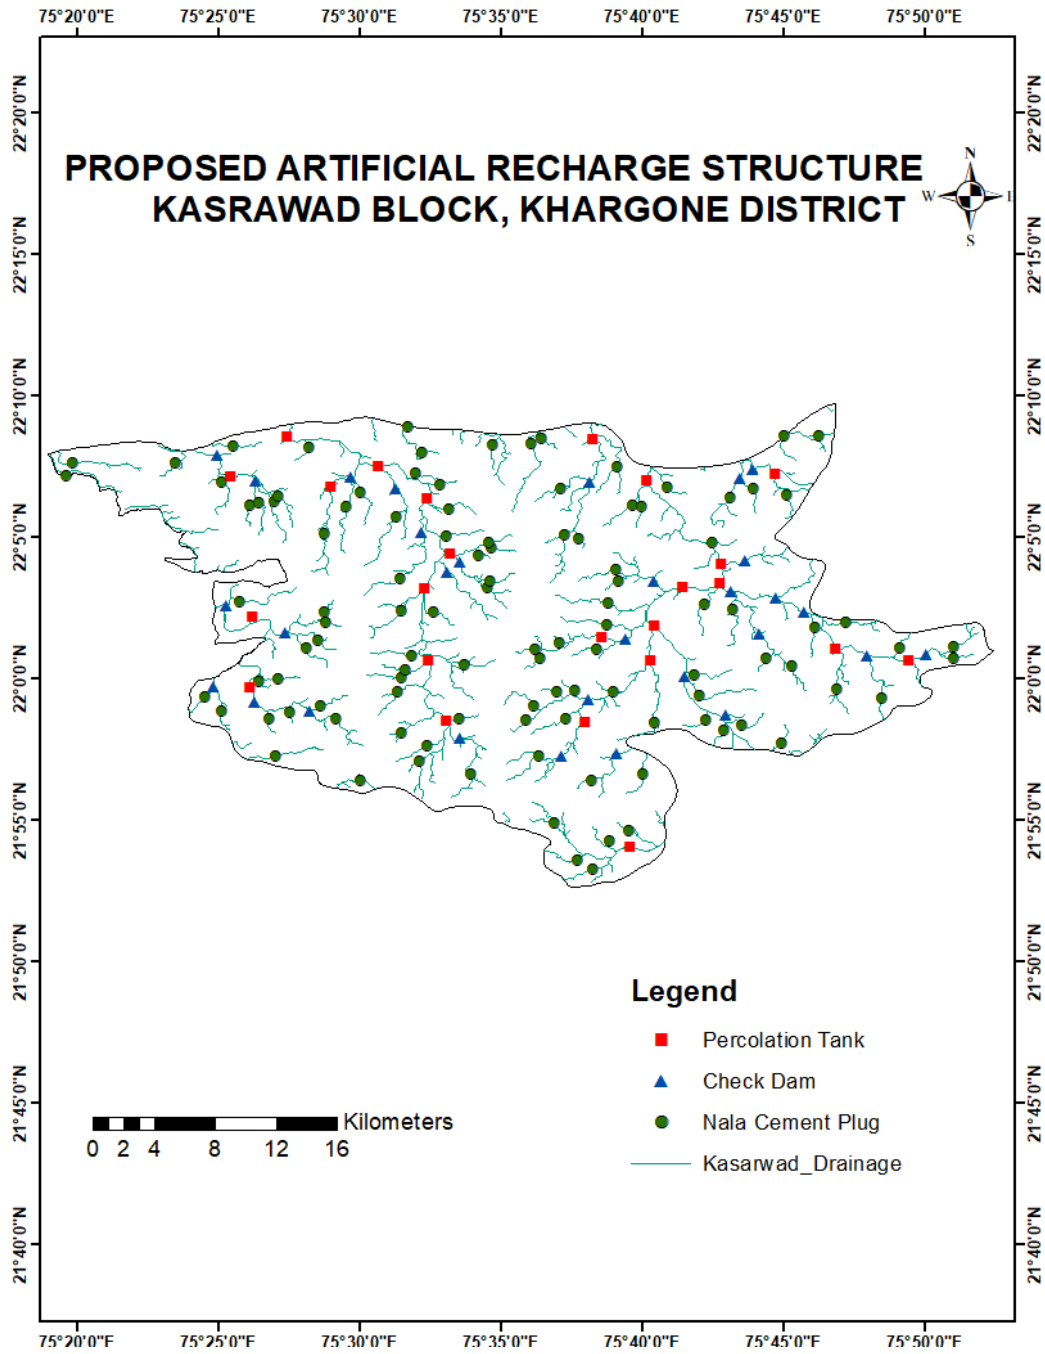 75°20'0"E 75°25'0"E 75°30'0"E 75°35'0"E 75°40'0"E 75°45'0"E 75°50'0"E
22°20'0"N 22°20'0"N
PROPOSED ARTIFICIAL RECHARGE STRUCTURE
KASRAWAD BLOCK, KHARGONE DISTRICT
N
W E
S
22°15'0"N 22°15'0"N
22°10'0"N 22°10'0"N
22°5'0"N 22°5'0"N
22°0'0"N 22°0'0"N
21°55'0"N 21°55'0"N
21°50'0"N 21°50'0"N
Legend
Percolation Tank
Check Dam
Nala Cement Plug
Kasarwad_Drainage
21°45'0"N 21°45'0"N
Kilometers
0 2 4 8 12 16
21°40'0"N 21°40'0"N
75°20'0"E 75°25'0"E 75°30'0"E 75°35'0"E 75°40'0"E 75°45'0"E 75°50'0"E